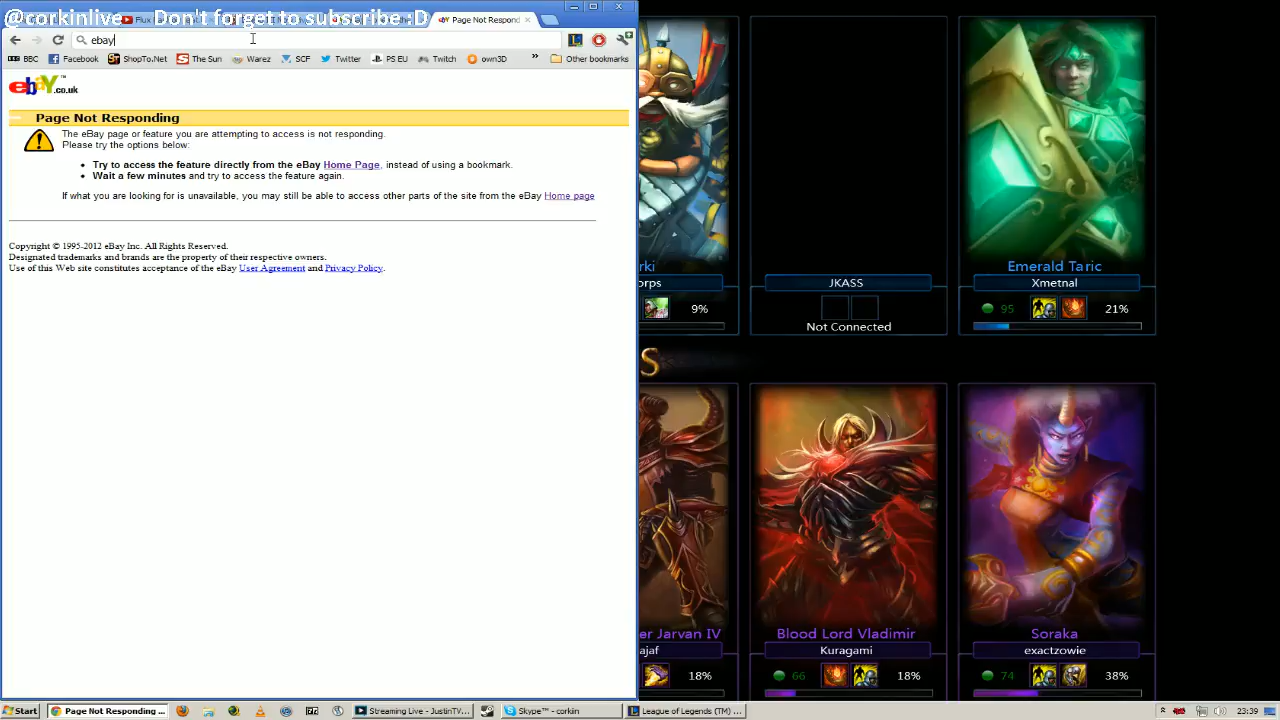 @corkinlive - Don't forget to subscribe :D
Flux
Page Not Respond
ebay
BBC Facebook ShopTo.Net The Sun Warez SCF Twitter PS EU Twitch own3D » Other bookmarks
ebY.co.uk
Page Not Responding
The eBay page or feature you are attempting to access is not responding.
Please try the options below:
Try to access the feature directly from the eBay Home Page, instead of using a bookmark.
Wait a few minutes and try to access the feature again.
If what you are looking for is unavailable, you may still be able to access other parts of the site from the eBay Home page
Copyright © 1995-2012 eBay Inc. All Rights Reserved.
Designated trademarks and brands are the property of their respective owners.
Use of this Web site constitutes acceptance of the eBay User Agreement and Privacy Policy.
rki
orps
9%
JKASS
Not Connected
Emerald Taric
Xmetnal
95 21%
S
er Jarvan IV
ajaf
18%
Blood Lord Vladimir
Kuragami
66 18%
Soraka
exactzowie
74 38%
Start Page Not Responding ... Streaming Live - JustinTV... Skype™ - corkin League of Legends (TM) ... 23:39